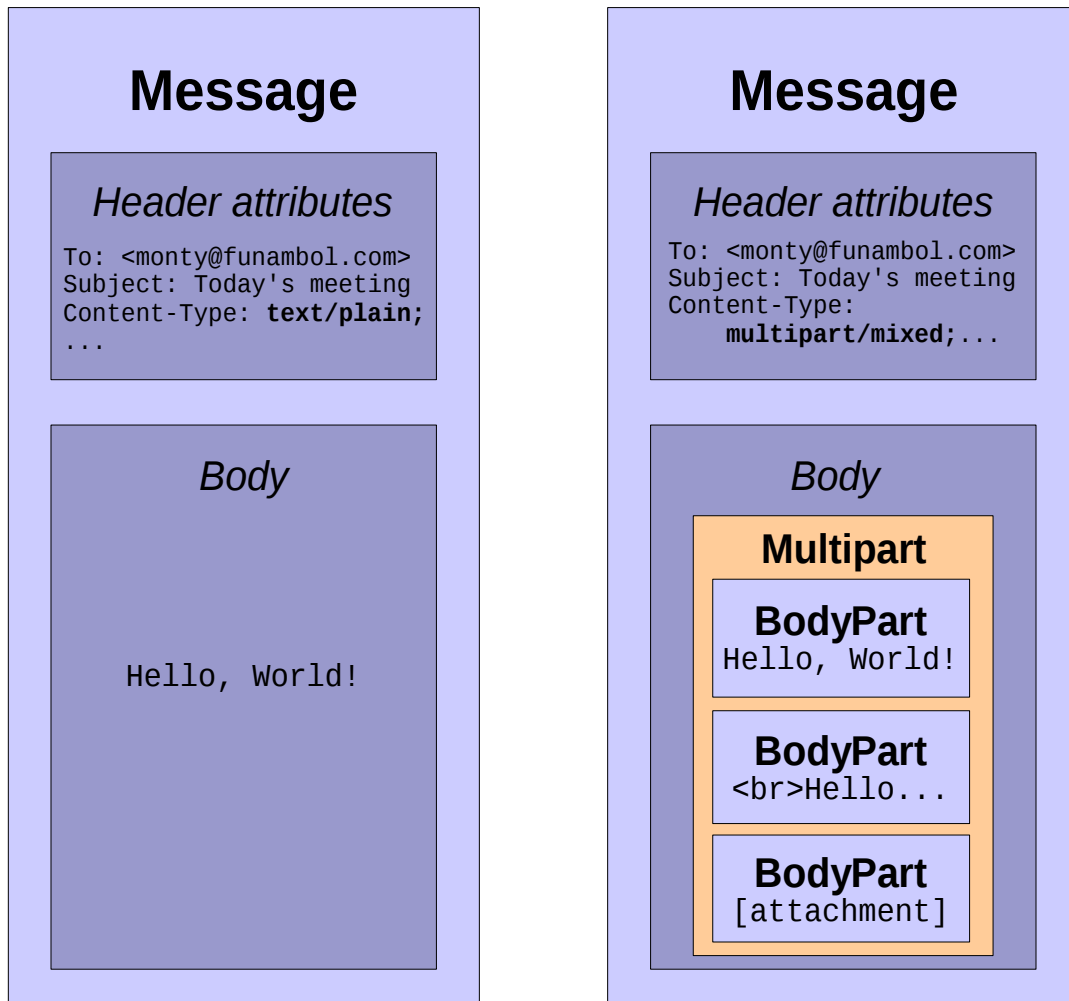 Message
Header attributes
To: <monty@funambol.com>
Subject: Today's meeting
Content-Type: text/plain;
...
Body
Hello, World!
Message
Header attributes
To: <monty@funambol.com>
Subject: Today's meeting
Content-Type:
multipart/mixed;...
Body
Multipart
BodyPart
Hello, World!
BodyPart
<br>Hello...
BodyPart
[attachment]